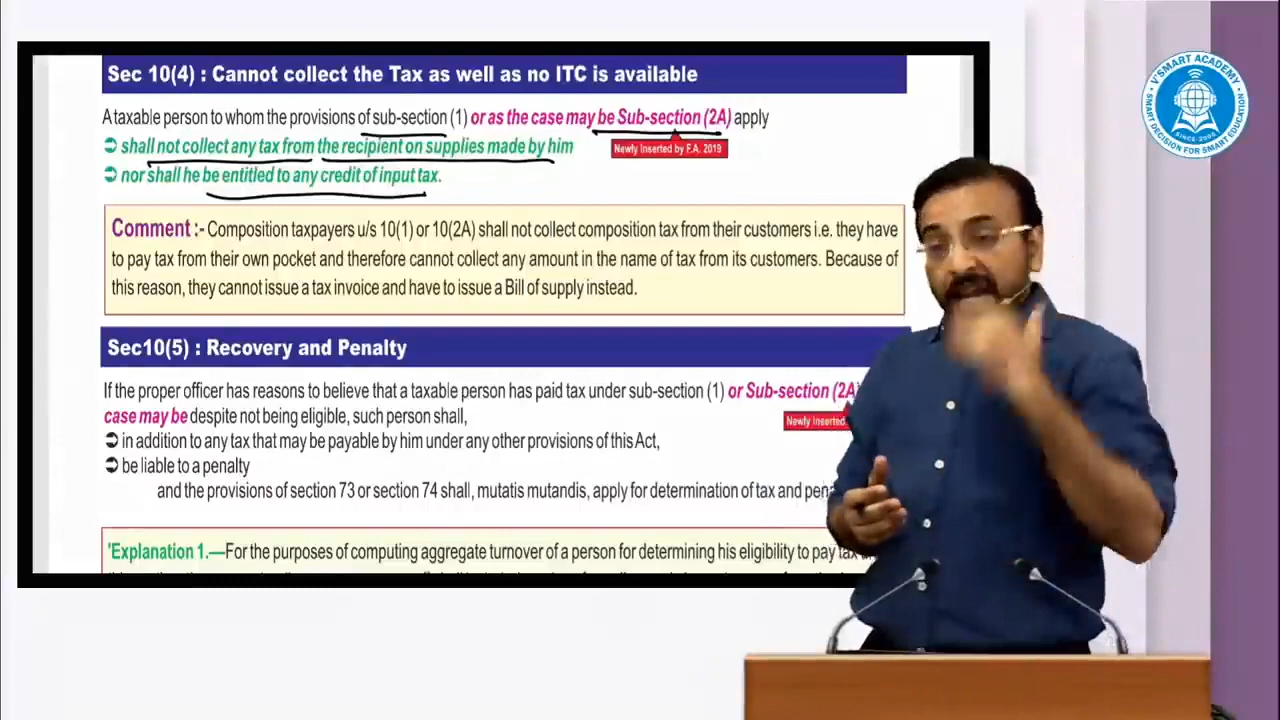 Sec 10(4) : Cannot collect the Tax as well as no ITC is available
A taxable person to whom the provisions of sub-section (1) or as the case may be Sub-section (2A) apply
shall not collect any tax from the recipient on supplies made by him
Newly Inserted by F.A. 2019
nor shall he be entitled to any credit of input tax.
Comment :- Composition taxpayers u/s 10(1) or 10(2A) shall not collect composition tax from their customers i.e. they have
to pay tax from their own pocket and therefore cannot collect any amount in the name of tax from its customers. Because of
this reason, they cannot issue a tax invoice and have to issue a Bill of supply instead.
Sec10(5) : Recovery and Penalty
If the proper officer has reasons to believe that a taxable person has paid tax under sub-section (1) or Sub-section (2A)
case may be despite not being eligible, such person shall,
Newly Inserted
in addition to any tax that may be payable by him under any other provisions of this Act,
be liable to a penalty
and the provisions of section 73 or section 74 shall, mutatis mutandis, apply for determination of tax and
'Explanation 1.—For the purposes of computing aggregate turnover of a person for determining his eligibility to pay tax
V'SMART ACADEMY
SMART DECISION FOR SMART EDUCATION
SINCE-2006